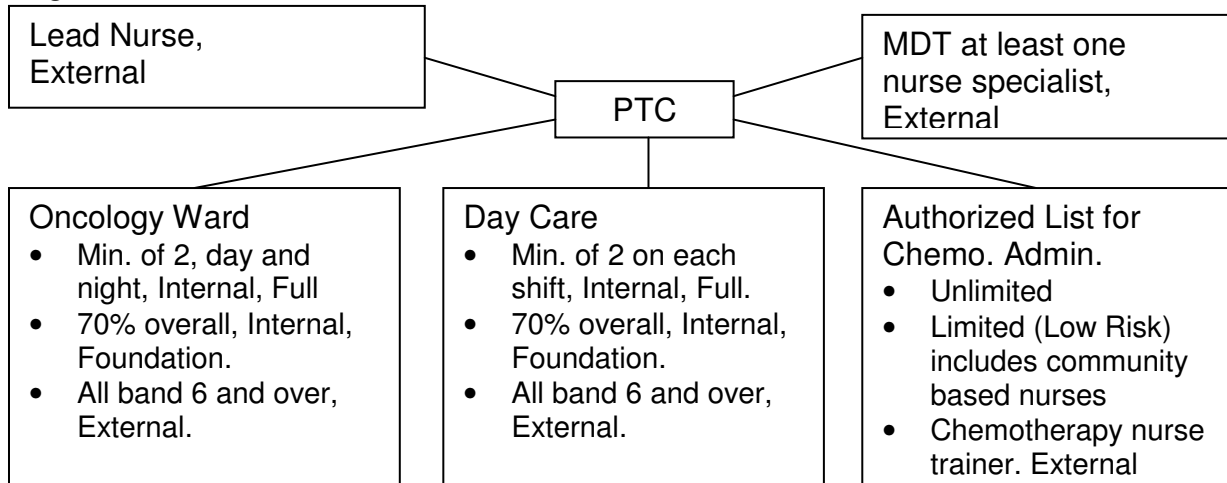 Lead Nurse,
External
MDT at least one
nurse specialist,
External
PTC
Oncology Ward
• Min. of 2, day and
night, Internal, Full
• 70% overall, Internal,
Foundation.
• All band 6 and over,
External.
Day Care
• Min. of 2 on each
shift, Internal, Full.
• 70% overall, Internal,
Foundation.
• All band 6 and over,
External.
Authorized List for
Chemo. Admin.
• Unlimited
• Limited (Low Risk)
includes community
based nurses
• Chemotherapy nurse
trainer. External